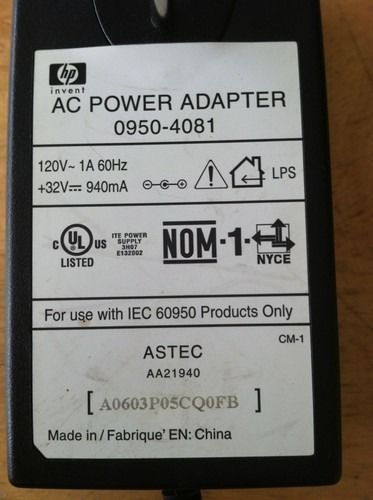 hp
invent
AC POWER ADAPTER
0950-4081
120V~ 1A 60Hz
+32V⎓ 940mA
LPS
C UL US
LISTED
ITE POWER
SUPPLY
3H07
E132002
NOM-1-
NYCE
For use with IEC 60950 Products Only
CM-1
ASTEC
AA21940
[ A0603P05CQ0FB ]
Made in / Fabrique' EN: China